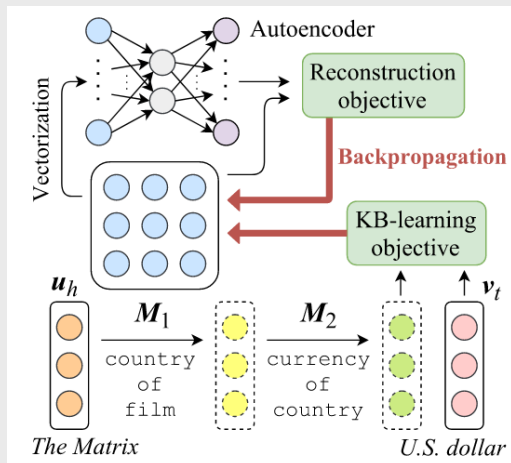 Autoencoder
Vectorization
Reconstruction
objective
Backpropagation
KB-learning
objective
u_h
M_1
M_2
v_t
country
of
film
currency
of
country
The Matrix
U.S. dollar